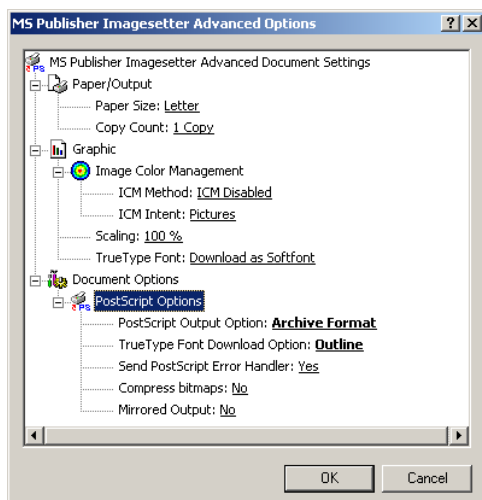 MS Publisher Imagesetter Advanced Options
MS Publisher Imagesetter Advanced Document Settings
Paper/Output
Paper Size: Letter
Copy Count: 1 Copy
Graphic
Image Color Management
ICM Method: ICM Disabled
ICM Intent: Pictures
Scaling: 100 %
TrueType Font: Download as Softfont
Document Options
PostScript Options
PostScript Output Option: Archive Format
TrueType Font Download Option: Outline
Send PostScript Error Handler: Yes
Compress bitmaps: No
Mirrored Output: No
OK Cancel